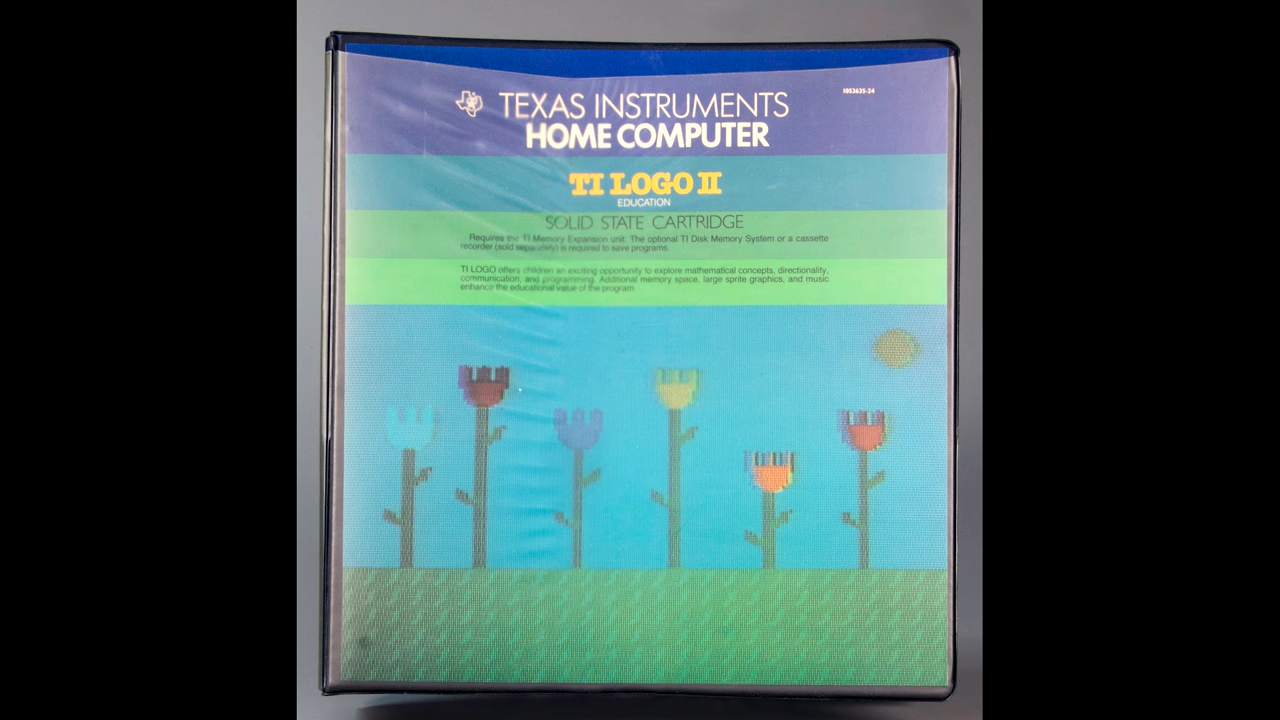 TEXAS INSTRUMENTS
1053635-24
HOME COMPUTER
TI LOGO II
EDUCATION
SOLID STATE CARTRIDGE
Requires the TI Memory Expansion unit. The optional TI Disk Memory System or a cassette
recorder (sold separately) is required to save programs.
TI LOGO offers children an exciting opportunity to explore mathematical concepts, directionality,
communication, and programming. Additional memory space, large sprite graphics, and music
enhance the educational value of the program.